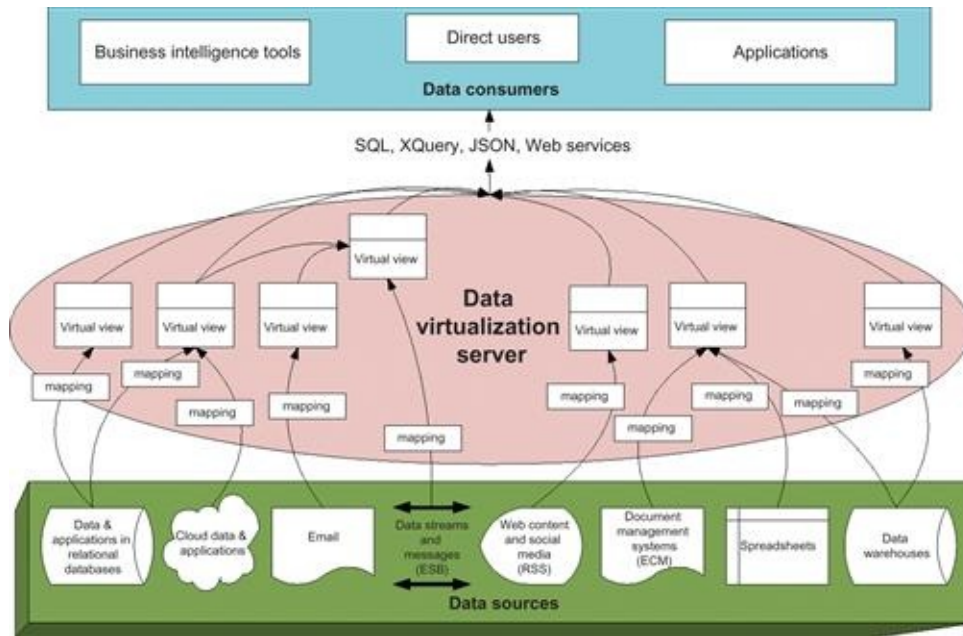 Business intelligence tools
Direct users
Applications
Data consumers
SQL, XQuery, JSON, Web services
Virtual view
Virtual view
Virtual view
Virtual view
Virtual view
Virtual view
Virtual view
Data
virtualization
server
mapping
mapping
mapping
mapping
mapping
mapping
mapping
mapping
mapping
mapping
Data &
applications in
relational
databases
Cloud data &
applications
Email
Data streams
and
messages
(ESB)
Web content
and social
media
(RSS)
Document
management
systems
(ECM)
Spreadsheets
Data
warehouses
Data sources